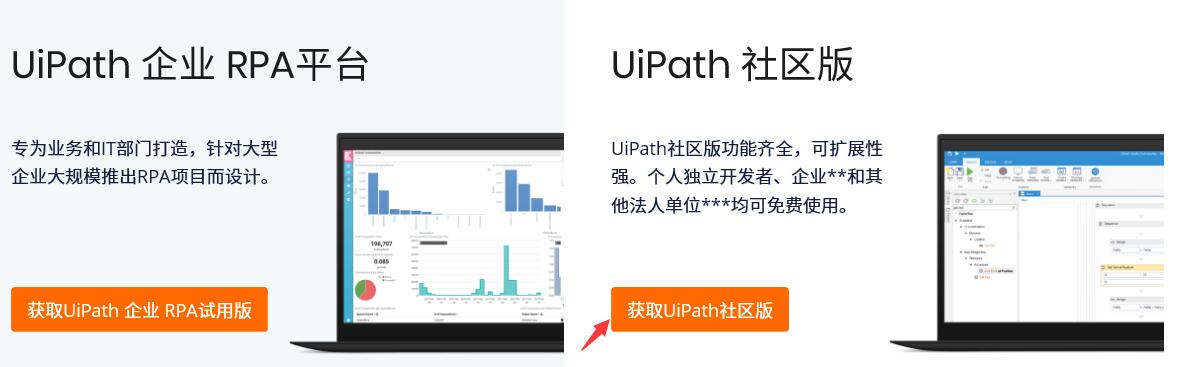 UiPath 企业 RPA平台
专为业务和IT部门打造，针对大型
企业大规模推出RPA项目而设计。
196,707
0.085
获取UiPath 企业 RPA试用版
UiPath 社区版
UiPath社区版功能齐全，可扩展性
强。个人独立开发者、企业**和其
他法人单位***均可免费使用。
获取UiPath社区版